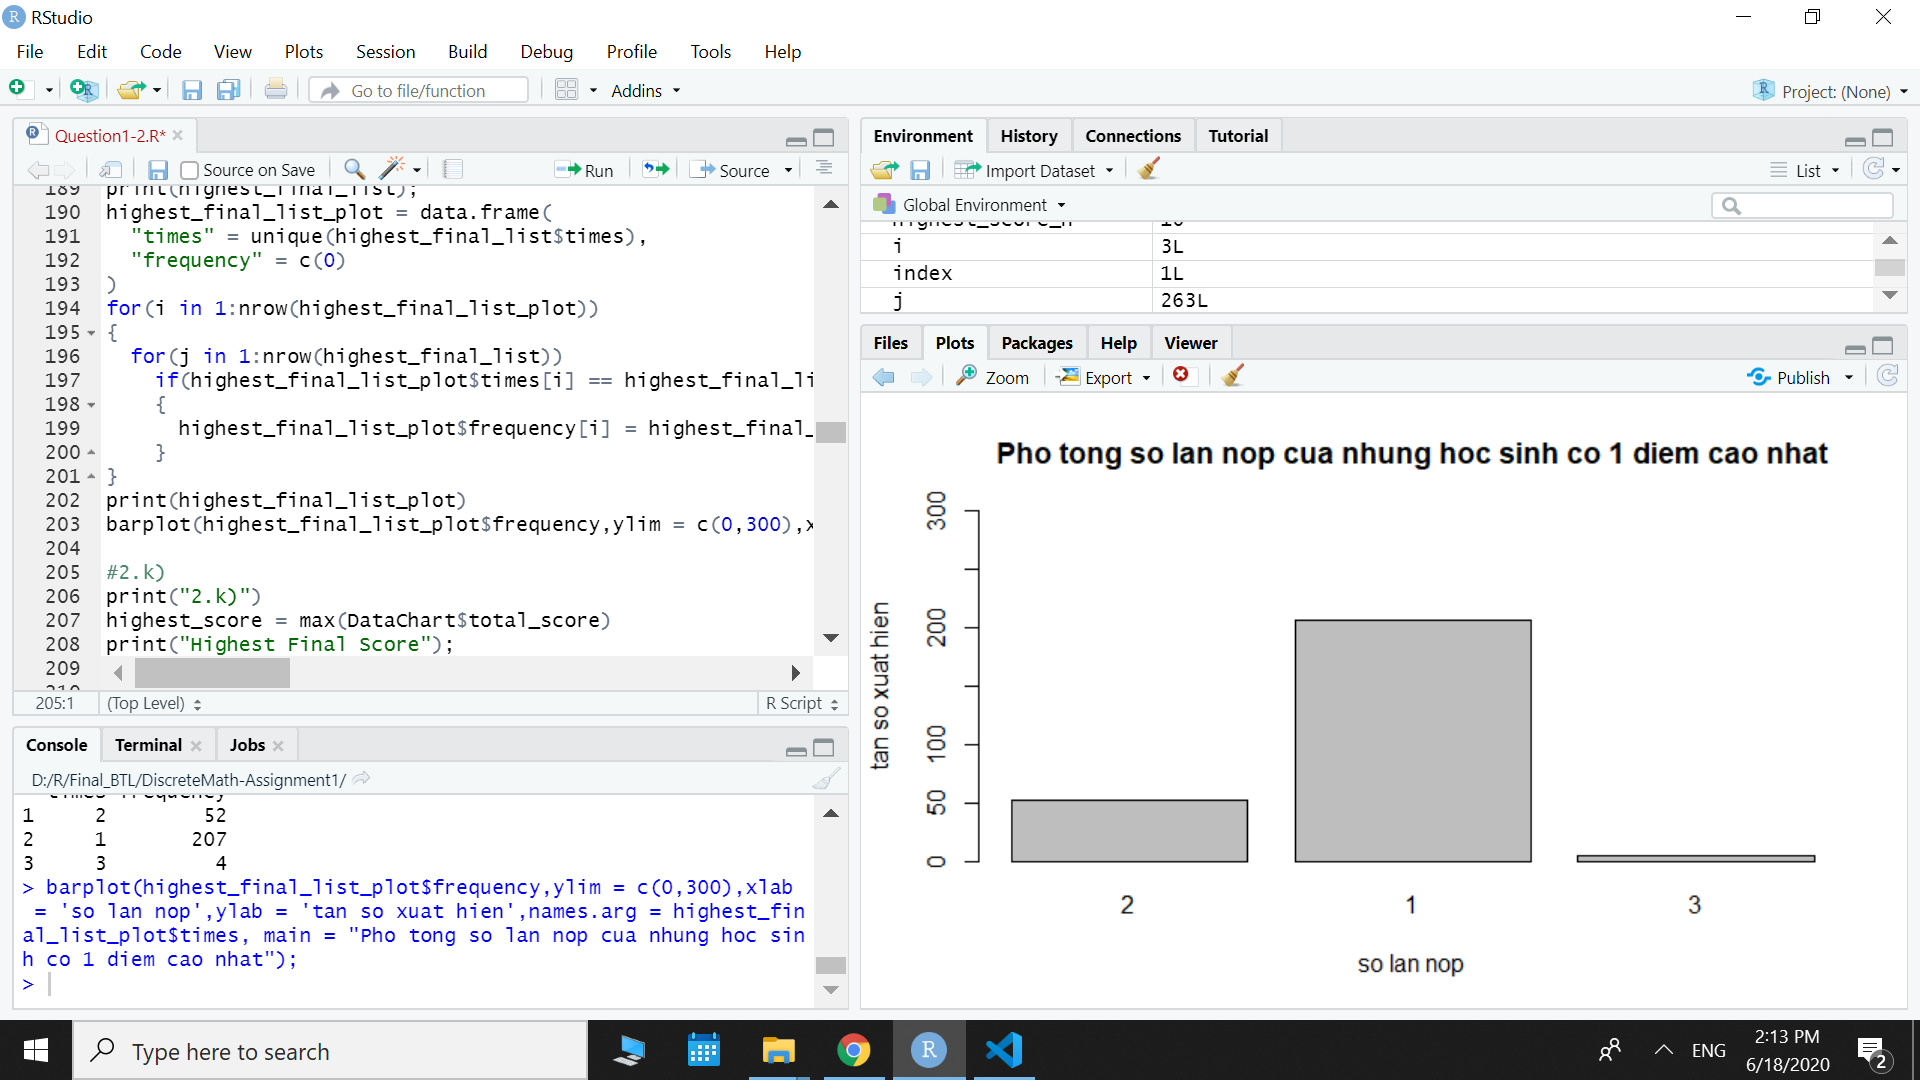 RStudio
File Edit Code View Plots Session Build Debug Profile Tools Help
Go to file/function Addins Project: (None)
Question1-2.R*
Source on Save Run Source
189 print(highest_final_list);
190 highest_final_list_plot = data.frame(
191 "times" = unique(highest_final_list$times),
192 "frequency" = c(0)
193 )
194 for(i in 1:nrow(highest_final_list_plot))
195 {
196 for(j in 1:nrow(highest_final_list))
197 if(highest_final_list_plot$times[i] == highest_final_li
198 {
199 highest_final_list_plot$frequency[i] = highest_final_
200 }
201 }
202 print(highest_final_list_plot)
203 barplot(highest_final_list_plot$frequency,ylim = c(0,300),x
204
205 #2.k)
206 print("2.k)")
207 highest_score = max(DataChart$total_score)
208 print("Highest Final Score");
209
210
205:1 (Top Level) R Script
Console Terminal Jobs
D:/R/Final_BTL/DiscreteMath-Assignment1/
times frequency
1 2 52
2 1 207
3 3 4
> barplot(highest_final_list_plot$frequency,ylim = c(0,300),xlab
= 'so lan nop',ylab = 'tan so xuat hien',names.arg = highest_fin
al_list_plot$times, main = "Pho tong so lan nop cua nhung hoc sin
h co 1 diem cao nhat");
>
Environment History Connections Tutorial
Import Dataset List
Global Environment
highest_score_n 10
i 3L
index 1L
j 263L
Files Plots Packages Help Viewer
Zoom Export Publish
Pho tong so lan nop cua nhung hoc sinh co 1 diem cao nhat
tan so xuat hien
300
200
100
50
0
2 1 3
so lan nop
Type here to search
R
ENG
2:13 PM
6/18/2020
2